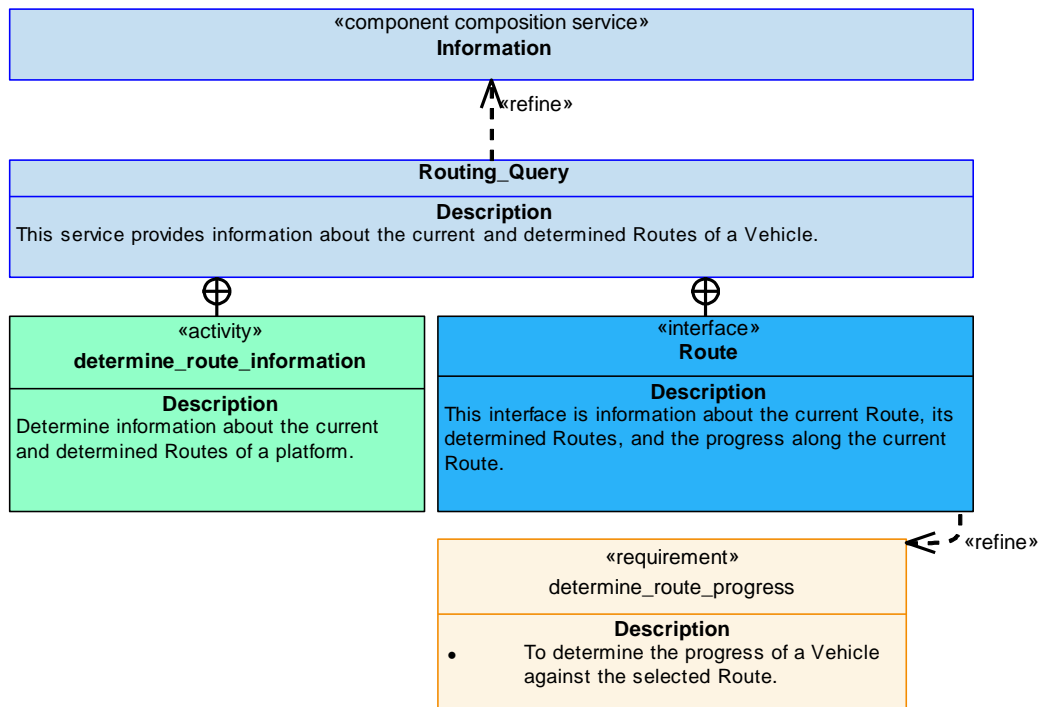 «component composition service»
Information
«refine»
Routing_Query
Description
This service provides information about the current and determined Routes of a Vehicle.
«activity»
determine_route_information
Description
Determine information about the current
and determined Routes of a platform.
«interface»
Route
Description
This interface is information about the current Route, its
determined Routes, and the progress along the current
Route.
«refine»
«requirement»
determine_route_progress
Description
• To determine the progress of a Vehicle
against the selected Route.